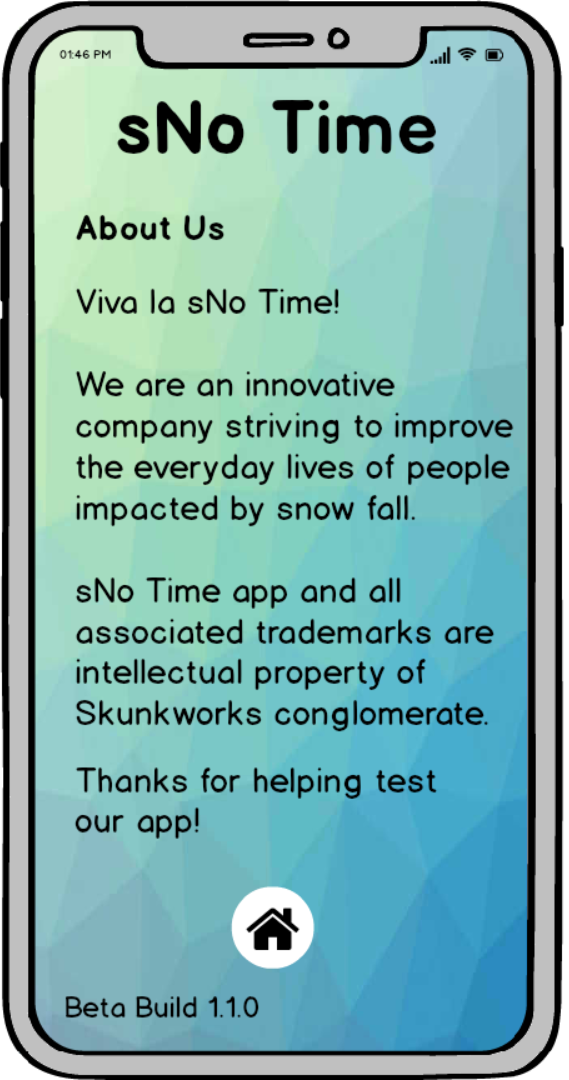 01:46 PM
sNo Time
About Us
Viva la sNo Time!
We are an innovative
company striving to improve
the everyday lives of people
impacted by snow fall.
sNo Time app and all
associated trademarks are
intellectual property of
Skunkworks conglomerate.
Thanks for helping test
our app!
Beta Build 1.1.0